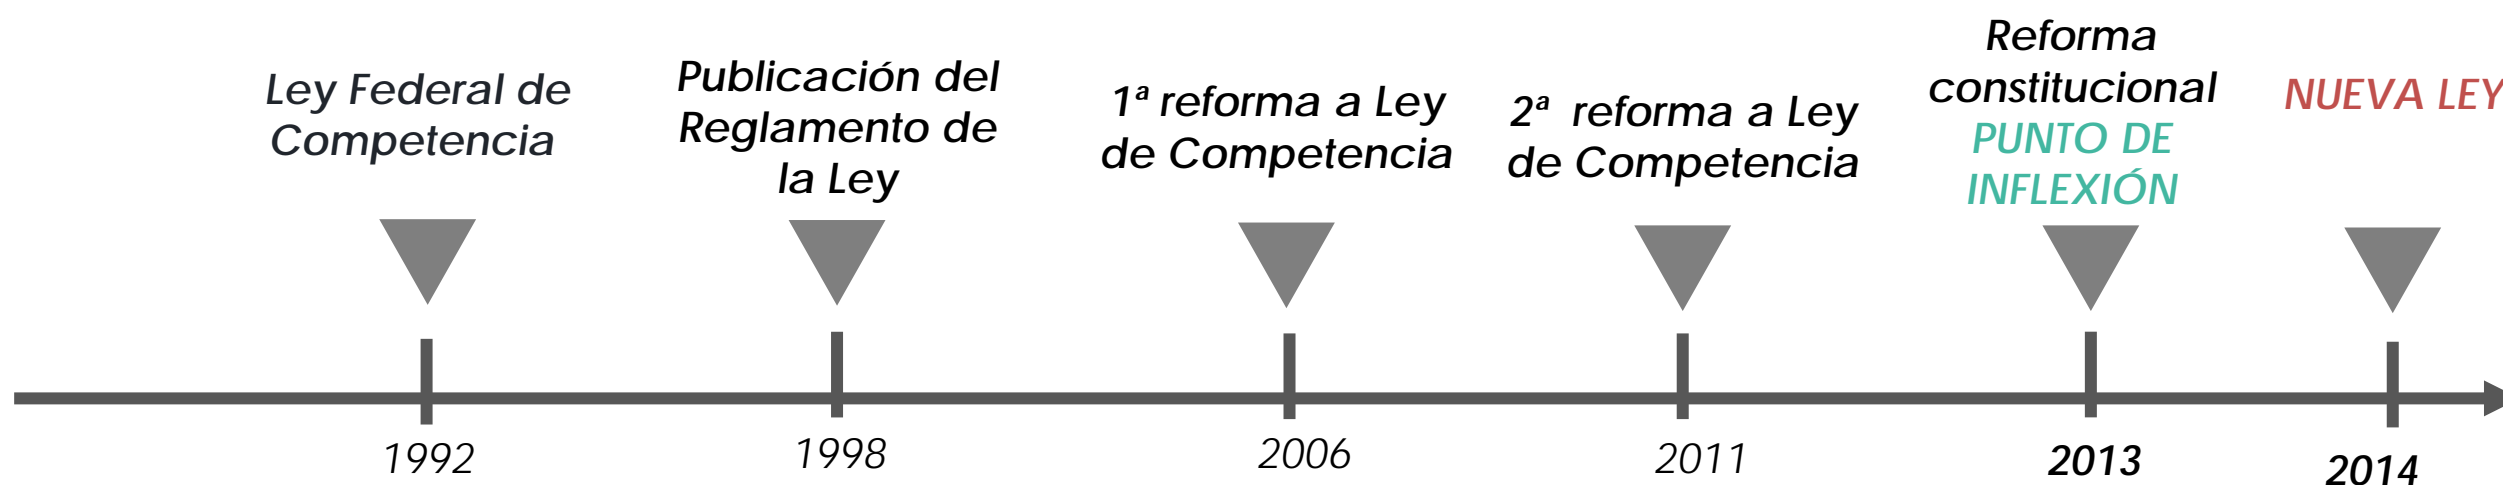 Ley Federal de
Competencia
Publicación del
Reglamento de
la Ley
1ª reforma a Ley
de Competencia
2ª reforma a Ley
de Competencia
Reforma
constitucional
PUNTO DE
INFLEXIÓN
NUEVA LEY
1992
1998
2006
2011
2013
2014